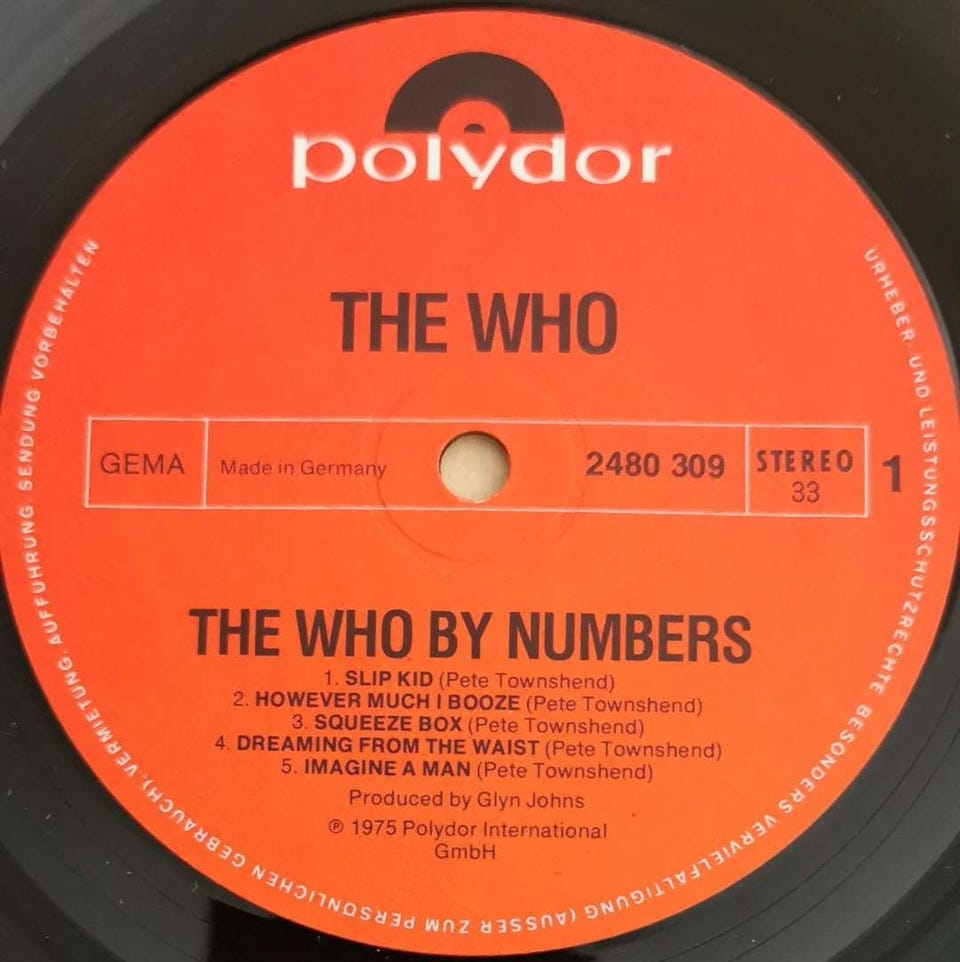 polydor
THE WHO
GEMA
Made in Germany
2480 309
STEREO
33
1
THE WHO BY NUMBERS
1. SLIP KID (Pete Townshend)
2. HOWEVER MUCH I BOOZE (Pete Townshend)
3. SQUEEZE BOX (Pete Townshend)
4. DREAMING FROM THE WAIST (Pete Townshend)
5. IMAGINE A MAN (Pete Townshend)
Produced by Glyn Johns
℗ 1975 Polydor International
GmbH
URHEBER- UND LEISTUNGSSCHUTZRECHTE, BESONDERS VERVIELFÄLTIGUNG (AUSSER ZUM PERSÖNLICHEN GEBRAUCH), VERMIETUNG, AUFFÜHRUNG, SENDUNG VORBEHALTEN